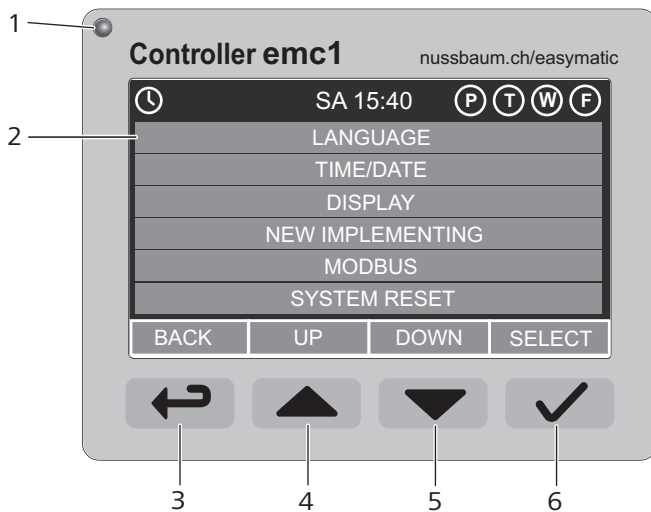 1
Controller emc1 nussbaum.ch/easymatic
SA 15:40 P T W F
2
LANGUAGE
TIME/DATE
DISPLAY
NEW IMPLEMENTING
MODBUS
SYSTEM RESET
BACK UP DOWN SELECT
3 4 5 6